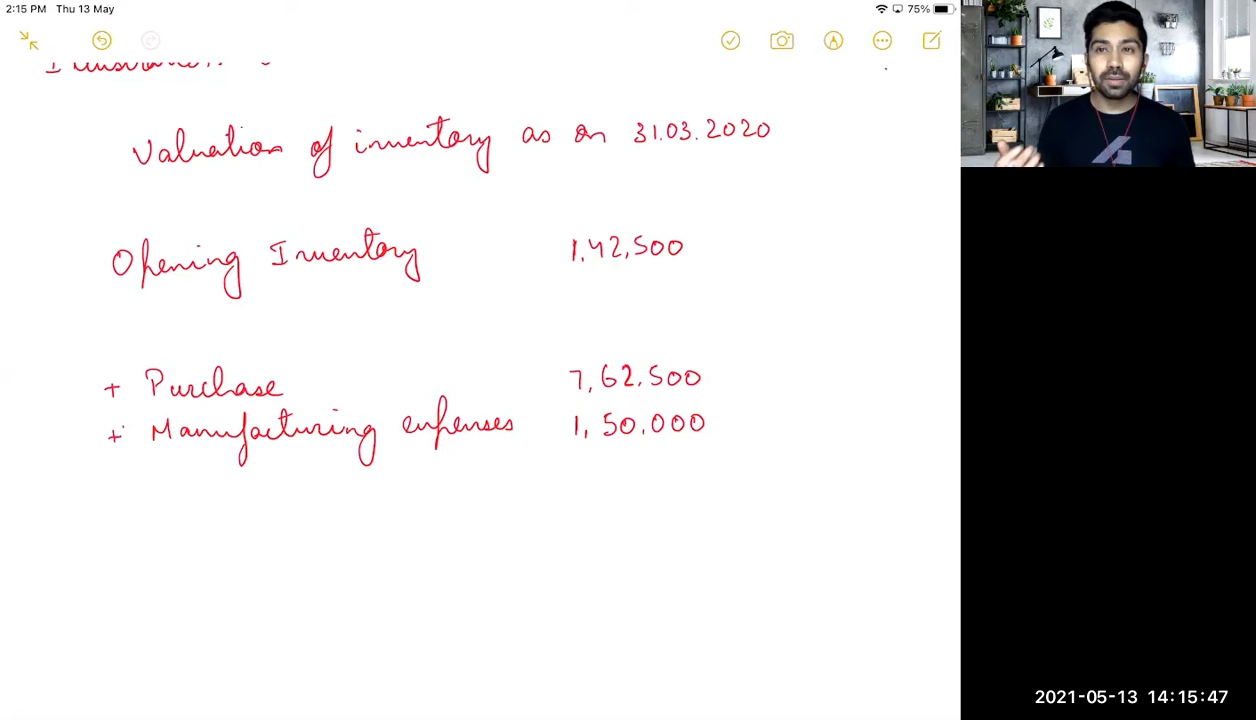 2:15 PM Thu 13 May
75%
Valuation of inventory as on 31.03.2020
Opening Inventory 1,42,500
+ Purchase 7,62,500
+ Manufacturing expenses 1,50,000
2021-05-13 14:15:47